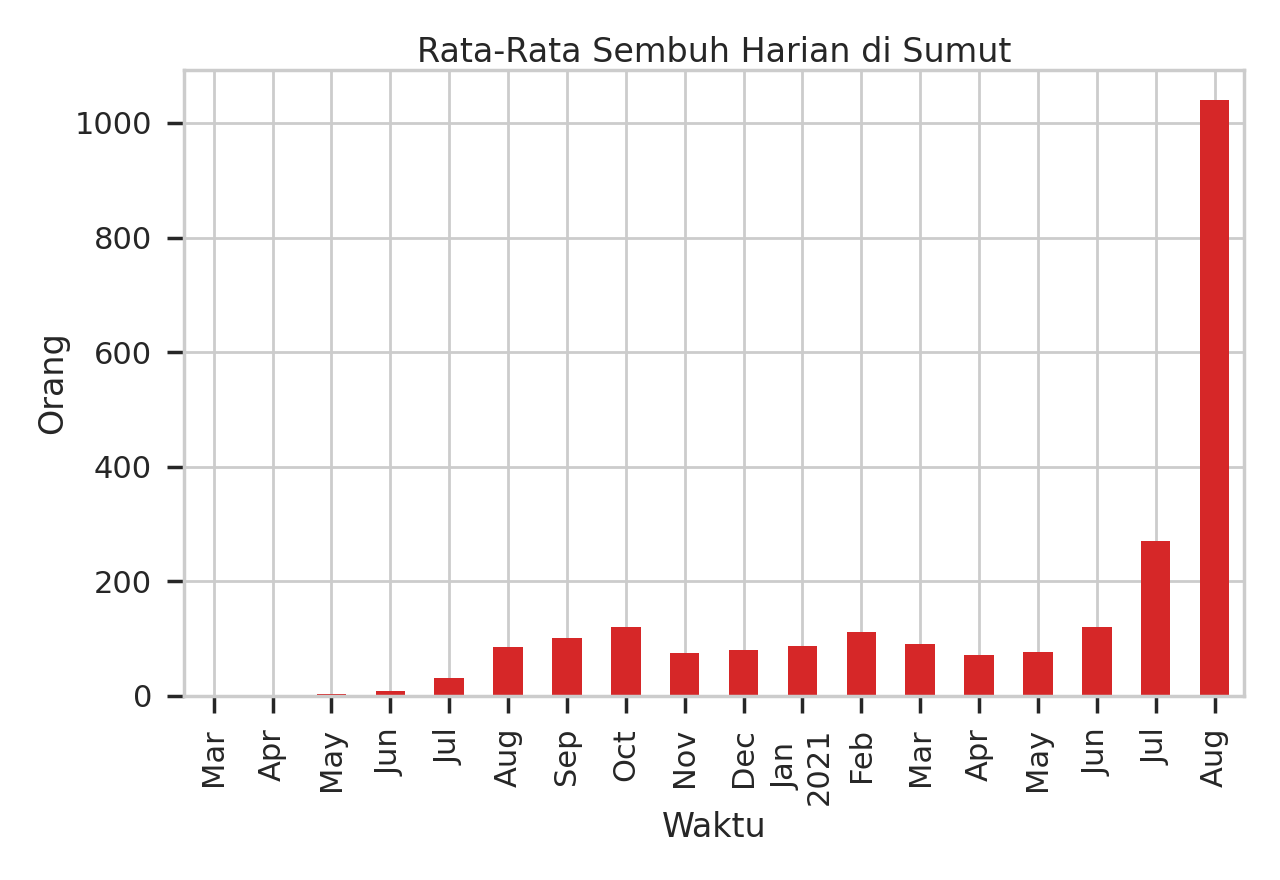 Rata-Rata Sembuh Harian di Sumut
1000
800
600
400
200
0
Orang
Mar
Apr
May
Jun
Jul
Aug
Sep
Oct
Nov
Dec
Jan
2021
Feb
Mar
Apr
May
Jun
Jul
Aug
Waktu